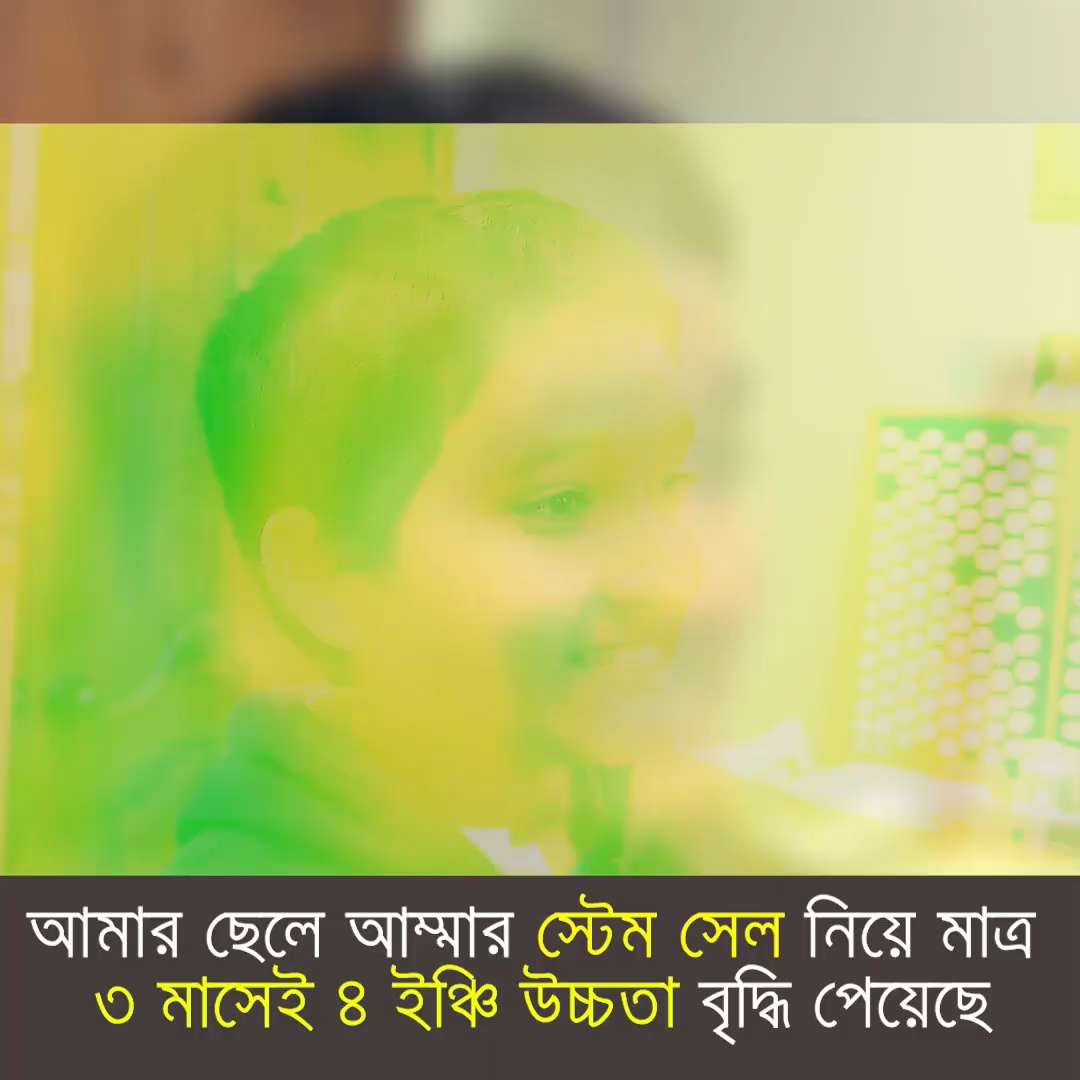 আমার ছেলে আম্মার স্টেম সেল নিয়ে মাত্র
৩ মাসেই ৪ ইঞ্চি উচ্চতা বৃদ্ধি পেয়েছে